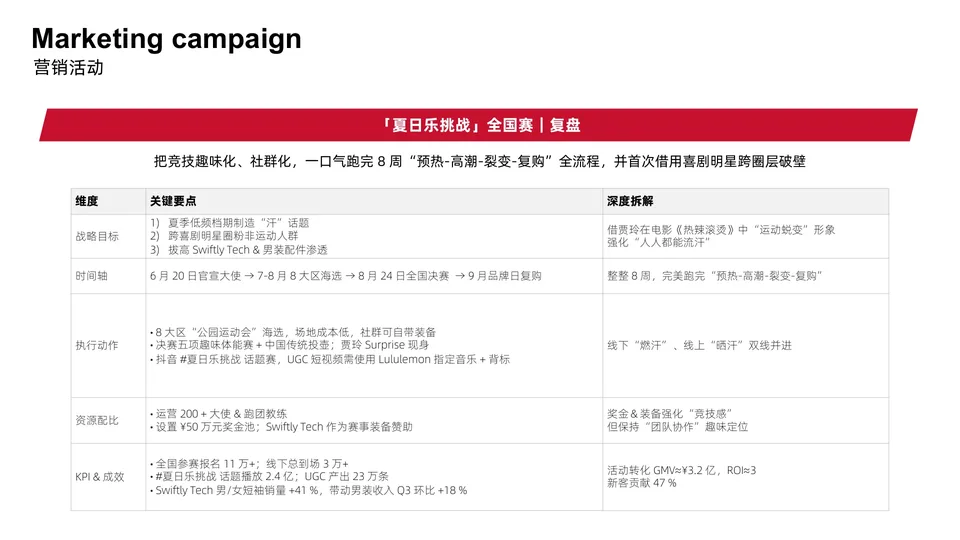 Marketing campaign
营销活动
「夏日乐挑战」全国赛｜复盘
把竞技趣味化、社群化，一口气跑完 8 周 “预热-高潮-裂变-复购” 全流程，并首次借用喜剧明星跨圈层破壁
维度
关键要点
深度拆解
战略目标
1) 夏季低频档期制造 “汗” 话题
2) 跨喜剧明星圈粉非运动人群
3) 拔高 Swiftly Tech & 男装配件渗透
借贾玲在电影《热辣滚烫》中 “运动蜕变” 形象
强化 “人人都能流汗”
时间轴
6 月 20 日官宣大使 → 7-8 月 8 大区海选 → 8 月 24 日全国决赛 → 9 月品牌日复购
整整 8 周，完美跑完 “预热-高潮-裂变-复购”
执行动作
• 8 大区 “公园运动会” 海选，场地成本低，社群可自带装备
• 决赛五项趣味体能赛 + 中国传统投壶；贾玲 Surprise 现身
• 抖音 #夏日乐挑战 话题赛，UGC 短视频需使用 Lululemon 指定音乐 + 背标
线下 “燃汗” 、线上 “晒汗” 双线并进
资源配比
• 运营 200 + 大使 & 跑团教练
• 设置 ¥50 万元奖金池；Swiftly Tech 作为赛事装备赞助
奖金 & 装备强化 “竞技感”
但保持 “团队协作” 趣味定位
KPI & 成效
• 全国参赛报名 11 万+；线下总到场 3 万+
• #夏日乐挑战 话题播放 2.4 亿；UGC 产出 23 万条
• Swiftly Tech 男/女短袖销量 +41 %，带动男装收入 Q3 环比 +18 %
活动转化 GMV≈¥3.2 亿，ROI≈3
新客贡献 47 %